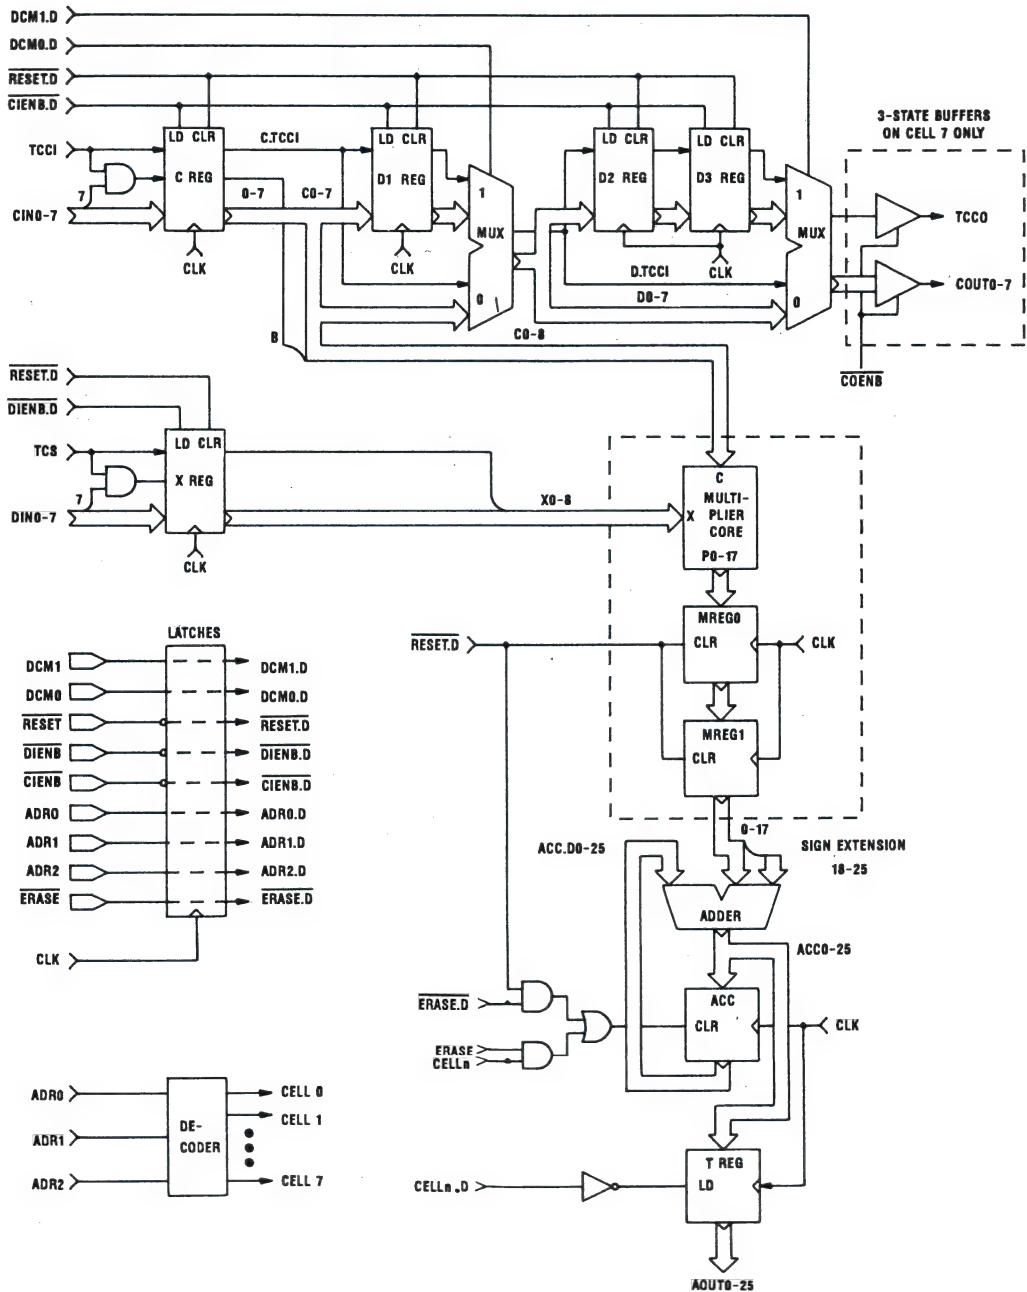 DCM1.D
DCM0.D
RESET.D
CIENB.D
3-STATE BUFFERS
ON CELL 7 ONLY
LD CLR
C.TCCI
LD CLR
LD CLR
LD CLR
TCCI
C REG
0-7
C0-7
D1 REG
1
D2 REG
D3 REG
1
7
CIN0-7
MUX
MUX
TCCO
CLK
CLK
D.TCCI
CLK
COUT0-7
D0-7
0
0
B
C0-8
COENB
RESET.D
DIENB.D
LD CLR
TCS
X REG
C
MULTI-
PLIER
CORE
7
X0-8
X
DIN0-7
P0-17
CLK
LATCHES
MREG0
RESET.D
CLR
CLK
DCM1
DCM1.D
DCM0
DCM0.D
RESET
RESET.D
MREG1
DIENB
DIENB.D
CLR
CIENB
CIENB.D
ADR0
ADR0.D
0-17
ADR1
ADR1.D
ACC.D0-25
SIGN EXTENSION
18-25
ADR2
ADR2.D
ERASE
ERASE.D
ADDER
CLK
ACC0-25
ERASE.D
ACC
CLR
CLK
ERASE
CELLn
ADR0
CELL 0
DE-
CODER
CELL 1
ADR1
T REG
ADR2
CELL 7
CELLn.D
LD
AOUT0-25